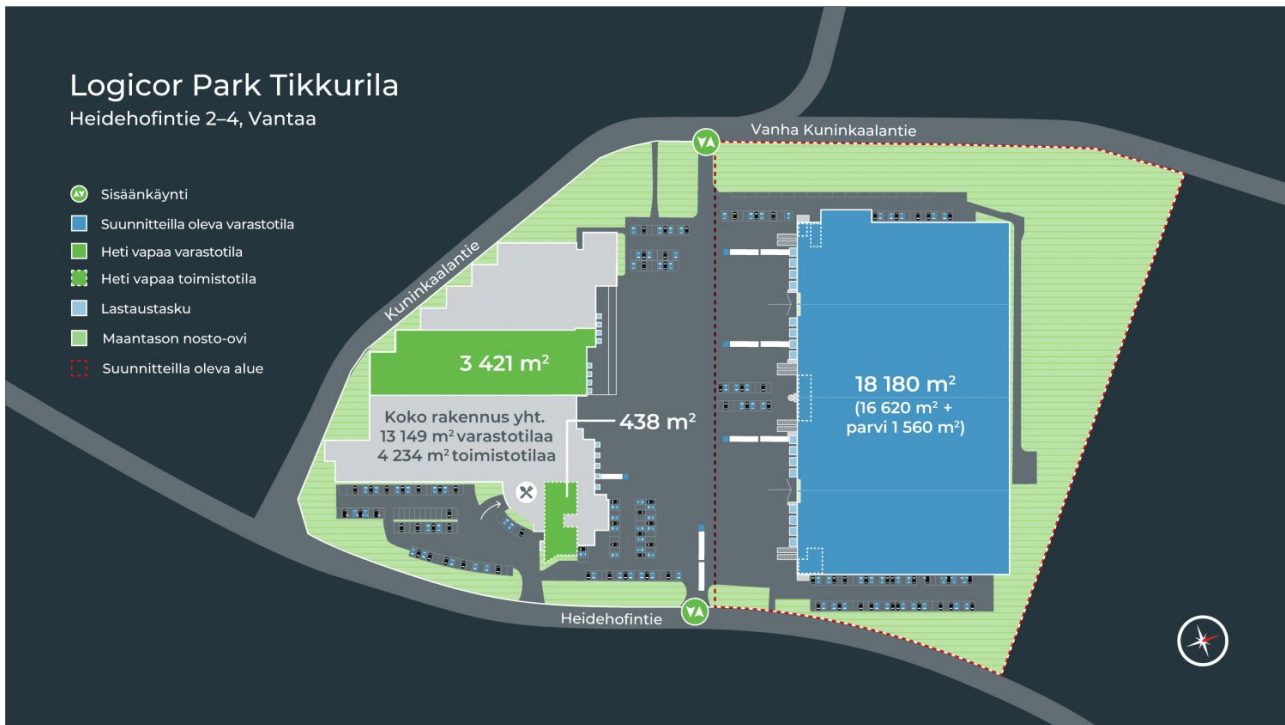 Logicor Park Tikkurila
Heidehofintie 2–4, Vantaa
Sisäänkäynti
Suunnitteilla oleva varastotila
Heti vapaa varastotila
Heti vapaa toimistotila
Lastaustasku
Maantason nosto-ovi
Suunnitteilla oleva alue
Vanha Kuninkaalantie
Kuninkaalantie
3 421 m²
Koko rakennus yht.
13 149 m² varastotilaa
4 234 m² toimistotilaa
438 m²
18 180 m²
(16 620 m² +
parvi 1 560 m²)
Heidehofintie